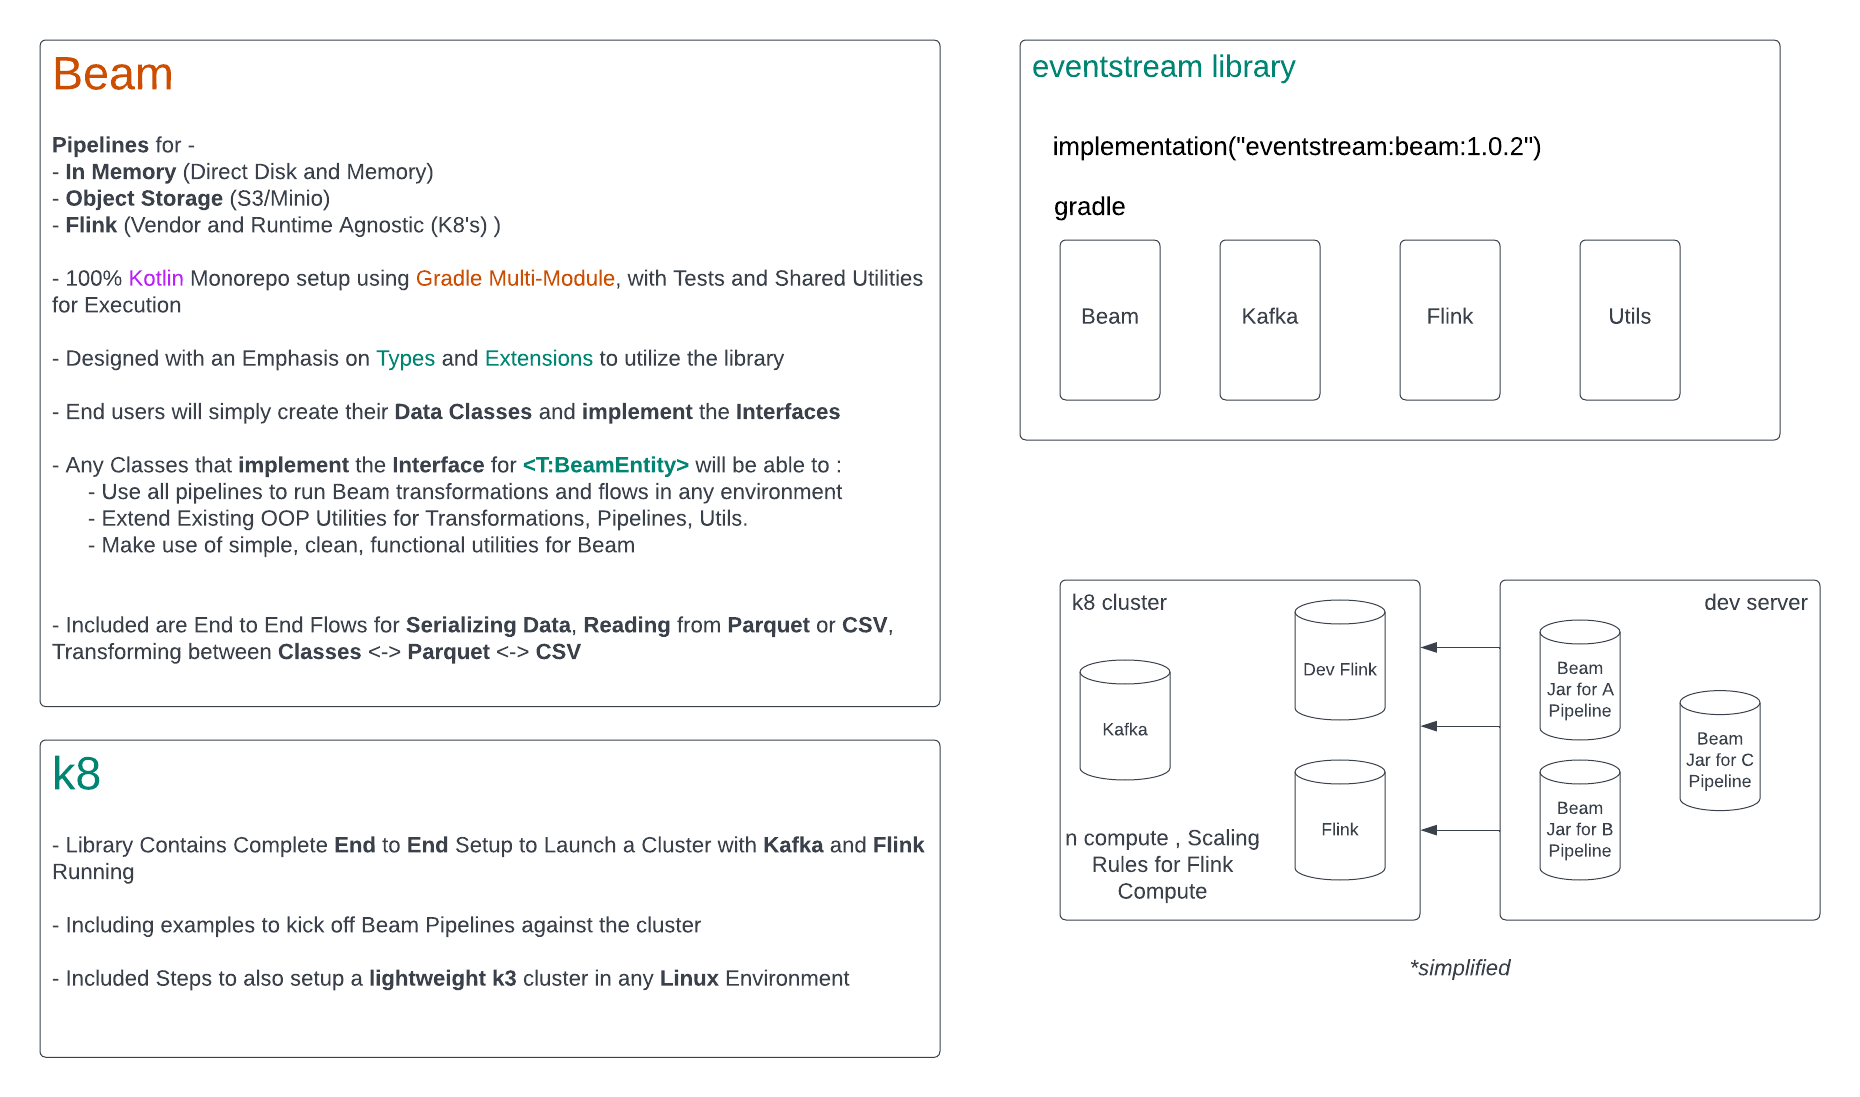 Beam
Pipelines for -
- In Memory (Direct Disk and Memory)
- Object Storage (S3/Minio)
- Flink (Vendor and Runtime Agnostic (K8's) )
- 100% Kotlin Monorepo setup using Gradle Multi-Module, with Tests and Shared Utilities
for Execution
- Designed with an Emphasis on Types and Extensions to utilize the library
- End users will simply create their Data Classes and implement the Interfaces
- Any Classes that implement the Interface for <T:BeamEntity> will be able to :
- Use all pipelines to run Beam transformations and flows in any environment
- Extend Existing OOP Utilities for Transformations, Pipelines, Utils.
- Make use of simple, clean, functional utilities for Beam
- Included are End to End Flows for Serializing Data, Reading from Parquet or CSV,
Transforming between Classes <-> Parquet <-> CSV
k8
- Library Contains Complete End to End Setup to Launch a Cluster with Kafka and Flink
Running
- Including examples to kick off Beam Pipelines against the cluster
- Included Steps to also setup a lightweight k3 cluster in any Linux Environment
eventstream library
implementation("eventstream:beam:1.0.2")
gradle
Beam
Kafka
Flink
Utils
k8 cluster
Kafka
Dev Flink
Flink
n compute , Scaling
Rules for Flink
Compute
dev server
Beam
Jar for A
Pipeline
Beam
Jar for C
Pipeline
Beam
Jar for B
Pipeline
*simplified